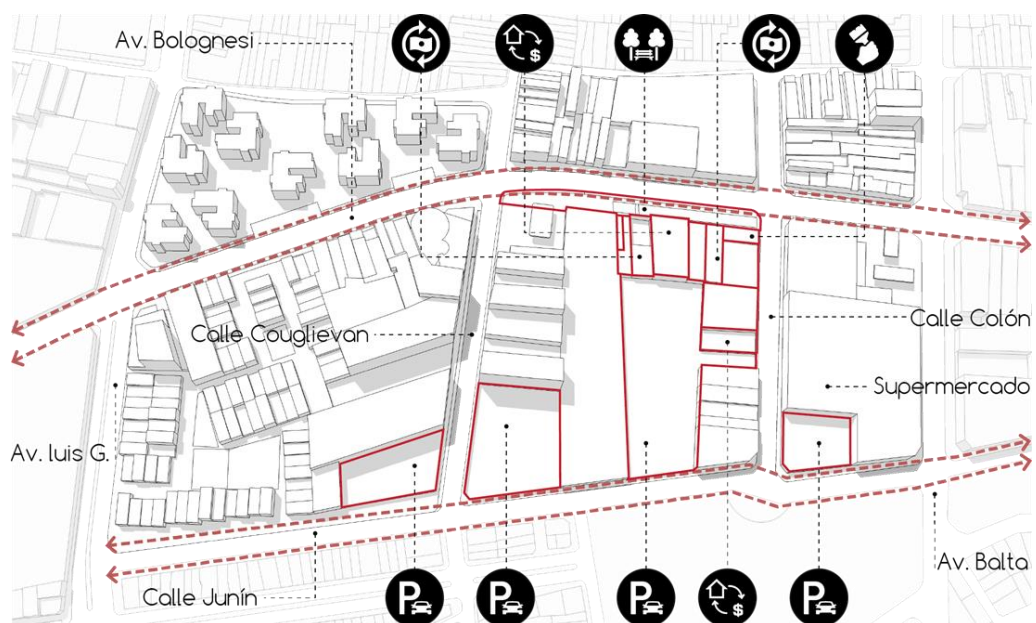 Av. Bolognesi
$
Calle Couglievan
Calle Colón
Supermercado
Av. luis G.
Av. Balta
Calle Junín
P
P
P
$
P